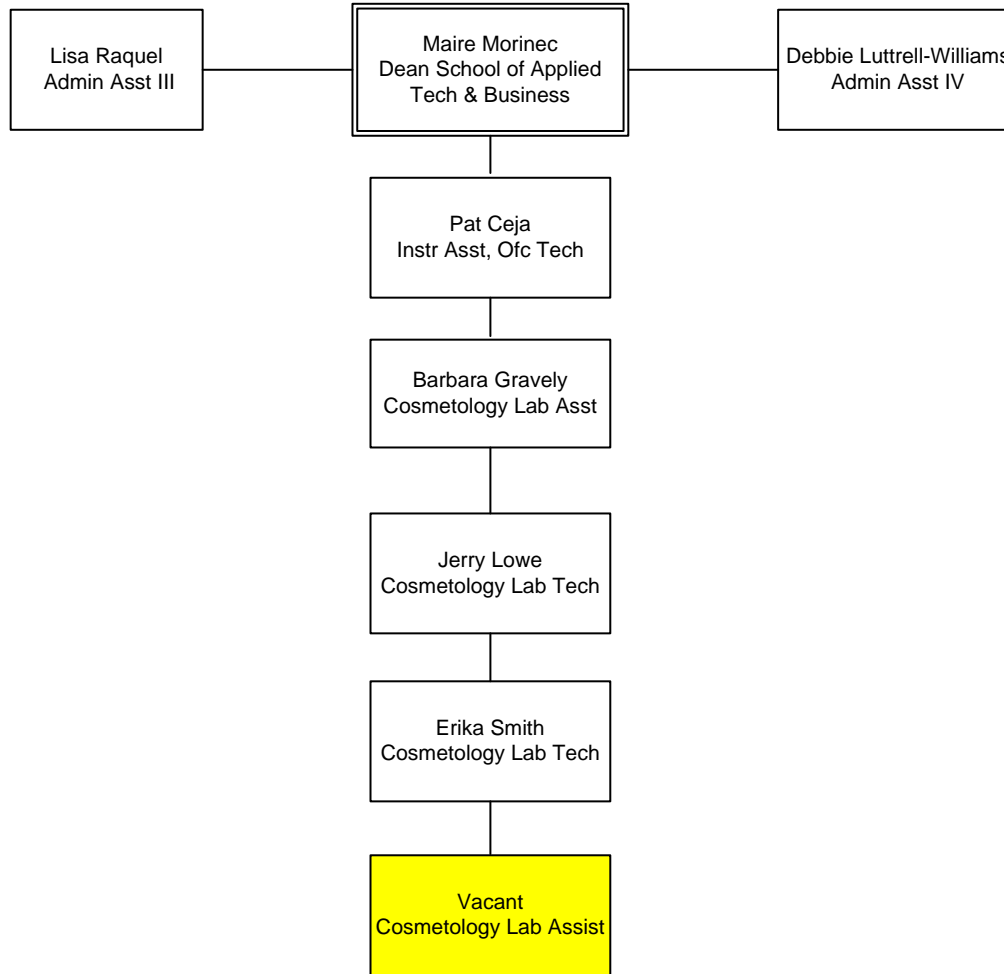 Lisa Raquel
Admin Asst III
Maire Morinec
Dean School of Applied
Tech & Business
Debbie Luttrell-Williams
Admin Asst IV
Pat Ceja
Instr Asst, Ofc Tech
Barbara Gravely
Cosmetology Lab Asst
Jerry Lowe
Cosmetology Lab Tech
Erika Smith
Cosmetology Lab Tech
Vacant
Cosmetology Lab Assist